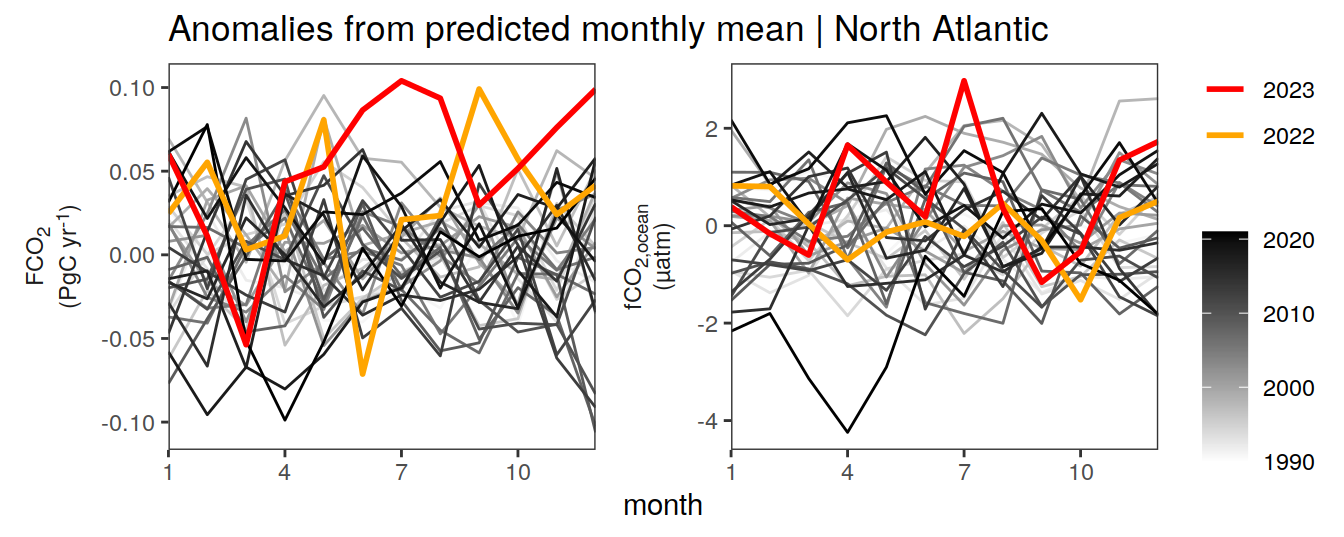 Anomalies from predicted monthly mean | North Atlantic
FCO₂
(PgC yr⁻¹)
0.10
0.05
0.00
-0.05
-0.10
1 4 7 10
fCO₂,ocean
(µatm)
2
0
-2
-4
1 4 7 10
month
2023
2022
2020
2010
2000
1990